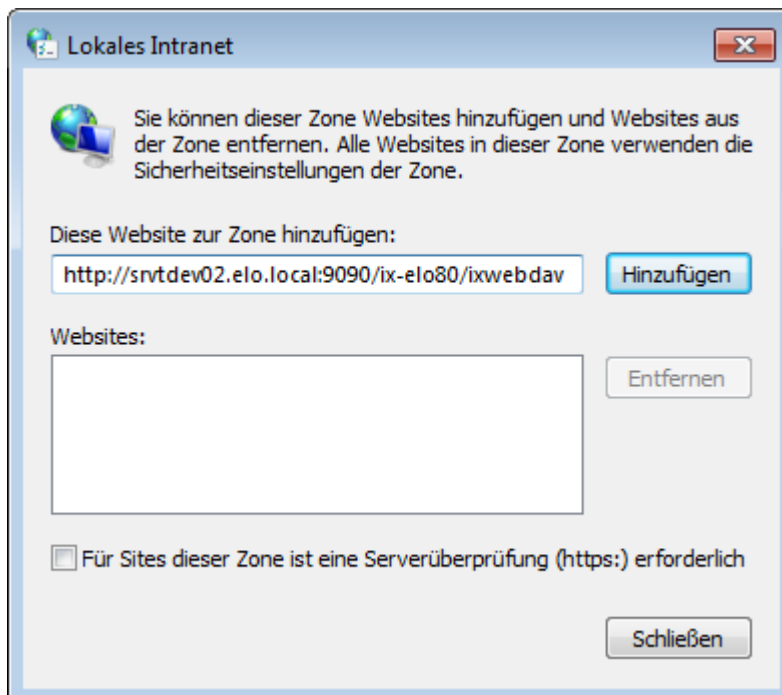 Lokales Intranet
Sie können dieser Zone Websites hinzufügen und Websites aus
der Zone entfernen. Alle Websites in dieser Zone verwenden die
Sicherheitseinstellungen der Zone.
Diese Website zur Zone hinzufügen:
http://srvtdev02.elo.local:9090/ix-elo80/ixwebdav
Hinzufügen
Websites:
Entfernen
Für Sites dieser Zone ist eine Serverüberprüfung (https:) erforderlich
Schließen